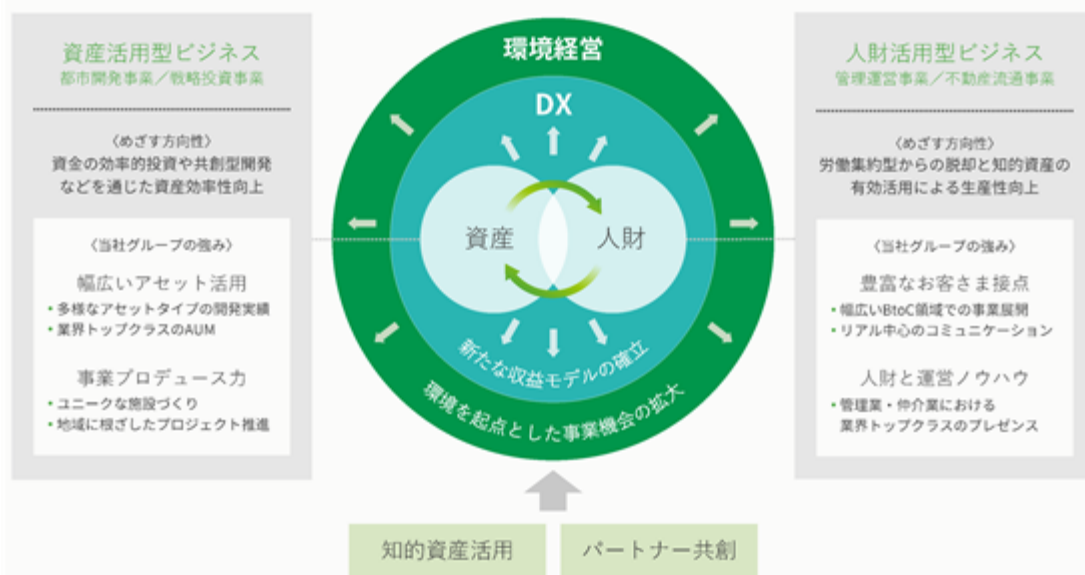 資産活用型ビジネス
都市開発事業／戦略投資事業
〈めざす方向性〉
資金の効率的投資や共創型開発
などを通じた資産効率性向上
〈当社グループの強み〉
幅広いアセット活用
• 多様なアセットタイプの開発実績
• 業界トップクラスのAUM
事業プロデュース力
• ユニークな施設づくり
• 地域に根ざしたプロジェクト推進
環境経営
DX
資産
人財
新たな収益モデルの確立
環境を起点とした事業機会の拡大
知的資産活用
パートナー共創
人財活用型ビジネス
管理運営事業／不動産流通事業
〈めざす方向性〉
労働集約型からの脱却と知的資産の
有効活用による生産性向上
〈当社グループの強み〉
豊富なお客さま接点
• 幅広いBtoC領域での事業展開
• リアル中心のコミュニケーション
人財と運営ノウハウ
• 管理業・仲介業における
業界トップクラスのプレゼンス